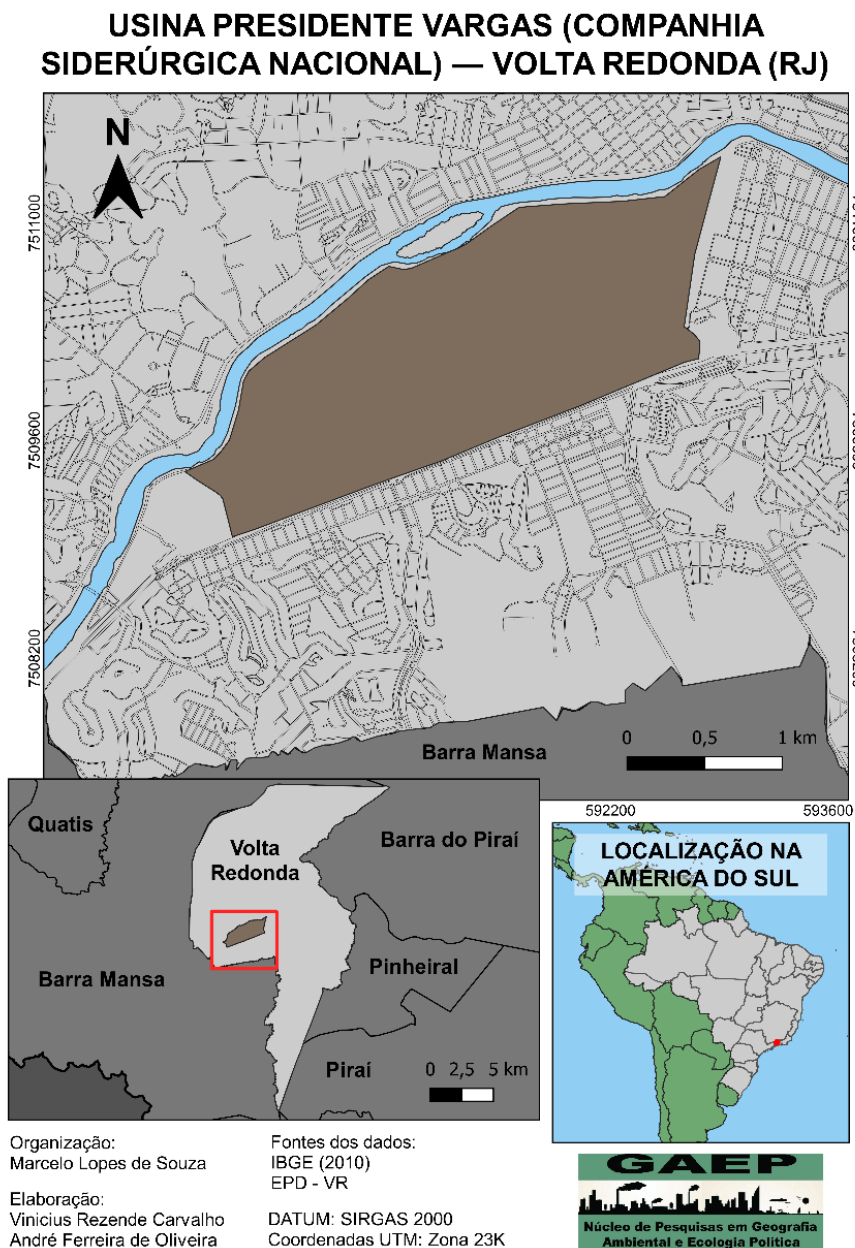 USINA PRESIDENTE VARGAS (COMPANHIA
SIDERÚRGICA NACIONAL) — VOLTA REDONDA (RJ)
N
7511000
7509600
7508200
Barra Mansa
0 0,5 1 km
592200 593600
Quatis
Volta
Redonda
Barra do Piraí
Barra Mansa
Pinheiral
Piraí
0 2,5 5 km
LOCALIZAÇÃO NA
AMÉRICA DO SUL
Organização:
Marcelo Lopes de Souza
Elaboração:
Vinicius Rezende Carvalho
André Ferreira de Oliveira
Fontes dos dados:
IBGE (2010)
EPD - VR
DATUM: SIRGAS 2000
Coordenadas UTM: Zona 23K
GAEP
Núcleo de Pesquisas em Geografia
Ambiental e Ecologia Política